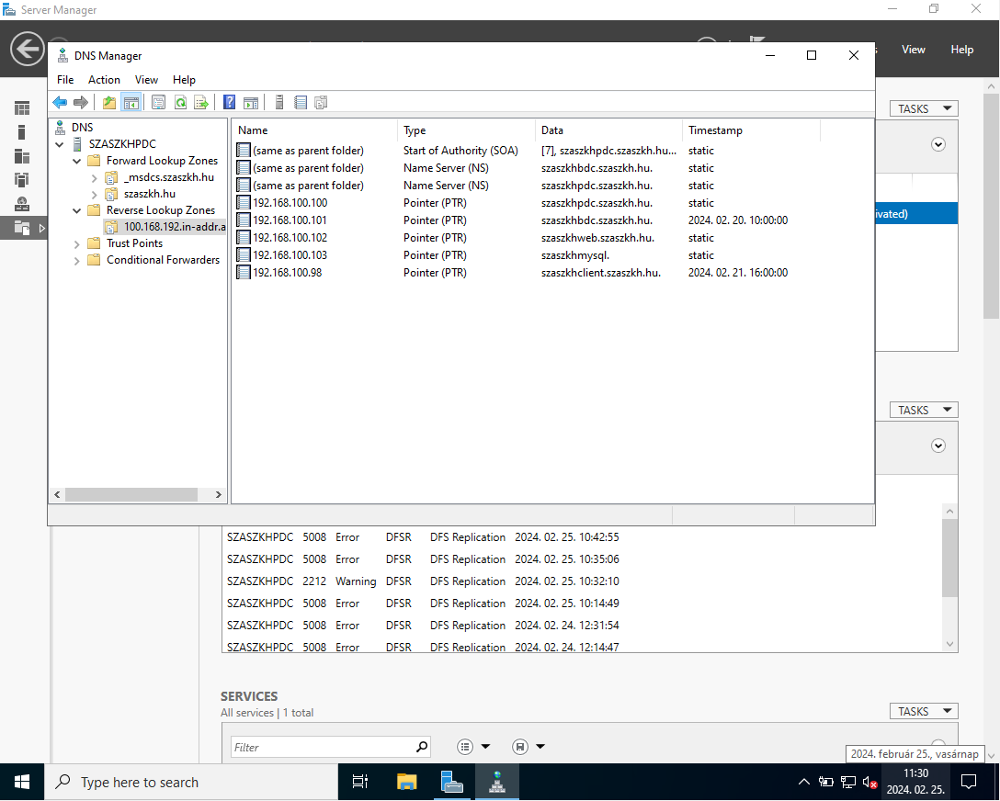 Server Manager
View Help
DNS Manager
File Action View Help
TASKS
DNS
SZASZKHPDC
Forward Lookup Zones
_msdcs.szaszkh.hu
szaszkh.hu
Reverse Lookup Zones
100.168.192.in-addr.a
Trust Points
Conditional Forwarders
Name Type Data Timestamp
(same as parent folder) Start of Authority (SOA) [7], szaszkhpdc.szaszkh.hu... static
(same as parent folder) Name Server (NS) szaszkhbdc.szaszkh.hu. static
(same as parent folder) Name Server (NS) szaszkhpdc.szaszkh.hu. static
192.168.100.100 Pointer (PTR) szaszkhpdc.szaszkh.hu. static
192.168.100.101 Pointer (PTR) szaszkhbdc.szaszkh.hu. 2024. 02. 20. 10:00:00
192.168.100.102 Pointer (PTR) szaszkhweb.szaszkh.hu. static
192.168.100.103 Pointer (PTR) szaszkhmysql. static
192.168.100.98 Pointer (PTR) szaszkhclient.szaszkh.hu. 2024. 02. 21. 16:00:00
ivated)
TASKS
SZASZKHPDC 5008 Error DFSR DFS Replication 2024. 02. 25. 10:42:55
SZASZKHPDC 5008 Error DFSR DFS Replication 2024. 02. 25. 10:35:06
SZASZKHPDC 2212 Warning DFSR DFS Replication 2024. 02. 25. 10:32:10
SZASZKHPDC 5008 Error DFSR DFS Replication 2024. 02. 25. 10:14:49
SZASZKHPDC 5008 Error DFSR DFS Replication 2024. 02. 24. 12:31:54
SZASZKHPDC 5008 Error DFSR DFS Replication 2024. 02. 24. 12:14:47
SERVICES
All services | 1 total
TASKS
Filter
2024. február 25., vasárnap
Type here to search
11:30
2024. 02. 25.